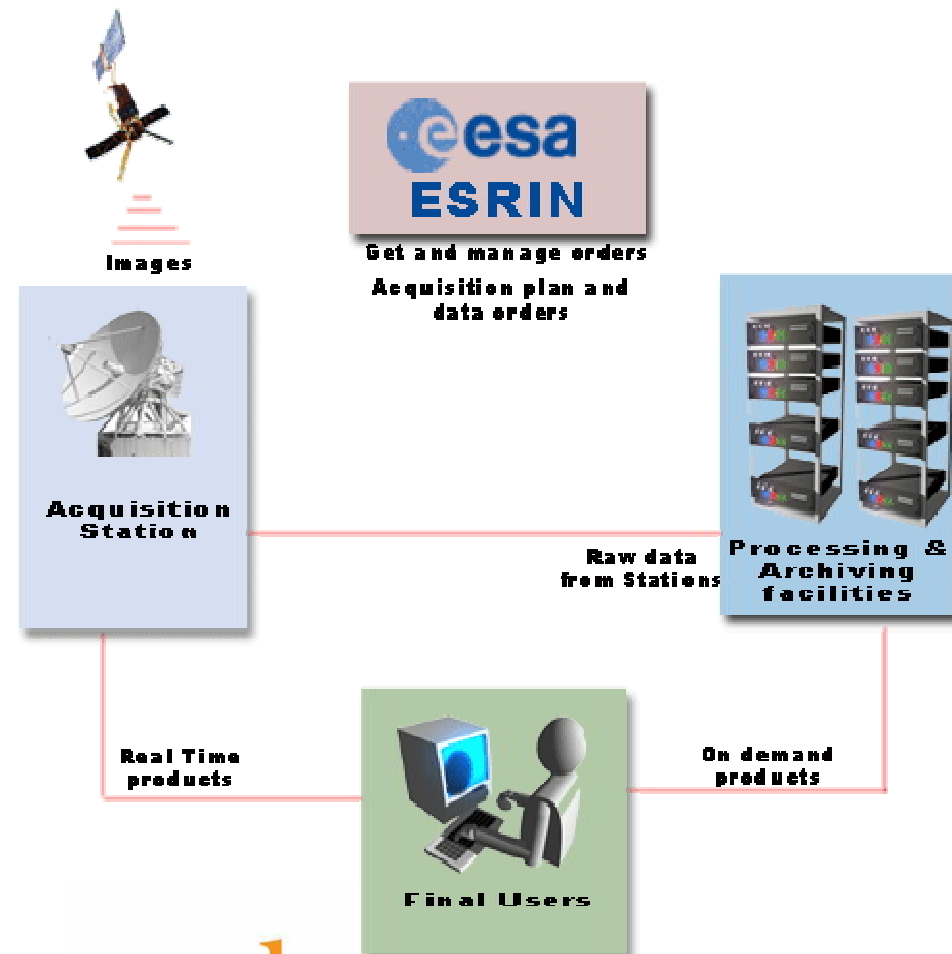 esa
ESRIN
Get and manage orders
Acquisition plan and
data orders
Images
Acquisition
Station
Raw data
from Stations
Processing &
Archiving
facilities
Real Time
products
On demand
products
Final Users